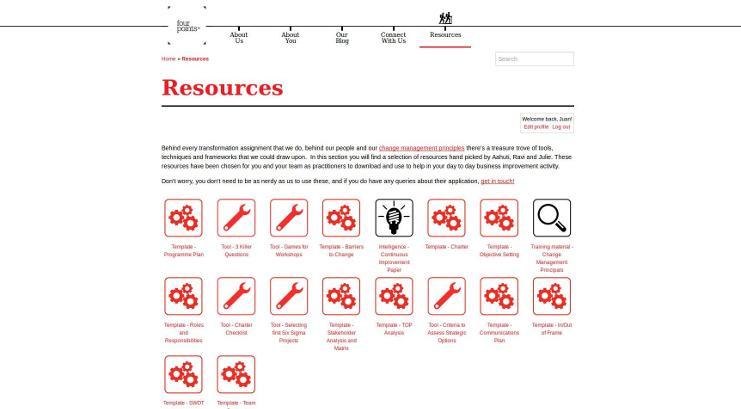 four
points
About
Us
About
You
Our
Blog
Connect
With Us
Resources
Home » Resources
Search
Resources
Welcome back, Juan!
Edit profile Log out
Behind every transformation assignment that we do, behind our people and our change management principles there's a treasure trove of tools,
techniques and frameworks that we could draw upon. In this section you will find a selection of resources hand picked by Ashuti, Ravi and Julie. These
resources have been chosen for you and your team as practitioners to download and use to help in your day to day business improvement activity.
Don't worry, you don't need to be as nerdy as us to use these, and if you do have any queries about their application, get in touch!
Template -
Programme Plan
Tool - 3 Killer
Questions
Tool - Games for
Workshops
Template - Barriers
to Change
Intelligence -
Continuous
Improvement
Paper
Template - Charter
Template -
Objective Setting
Training material -
Change
Management
Principals
Template - Roles
and
Responsibilities
Tool - Charter
Checklist
Tool - Selecting
first Six Sigma
Projects
Template -
Stakeholder
Analysis and
Matrix
Template - TOP
Analysis
Tool - Criteria to
Assess Strategic
Options
Template -
Communications
Plan
Template - In/Out
of Frame
Template - SWOT
Template - Team